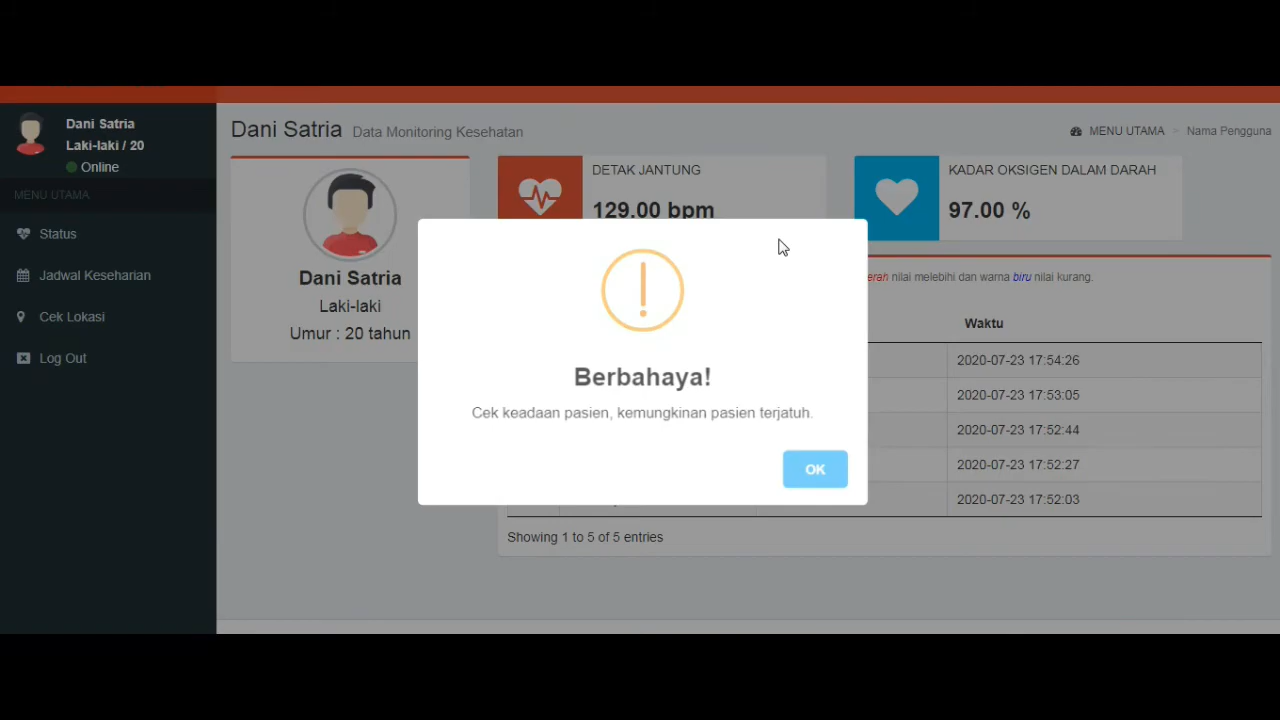 Dani Satria
Laki-laki / 20
Online
MENU UTAMA
Status
Jadwal Keseharian
Cek Lokasi
Log Out
Dani Satria Data Monitoring Kesehatan
MENU UTAMA > Nama Pengguna
Dani Satria
Laki-laki
Umur : 20 tahun
DETAK JANTUNG
129.00 bpm
KADAR OKSIGEN DALAM DARAH
97.00 %
nilai melebihi dan warna biru nilai kurang.
Waktu
2020-07-23 17:54:26
2020-07-23 17:53:05
2020-07-23 17:52:44
2020-07-23 17:52:27
2020-07-23 17:52:03
Showing 1 to 5 of 5 entries
Berbahaya!
Cek keadaan pasien, kemungkinan pasien terjatuh.
OK